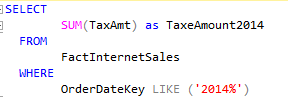 SELECT
SUM(TaxAmt) as TaxeAmount2014
FROM
FactInternetSales
WHERE
OrderDateKey LIKE ('2014%')